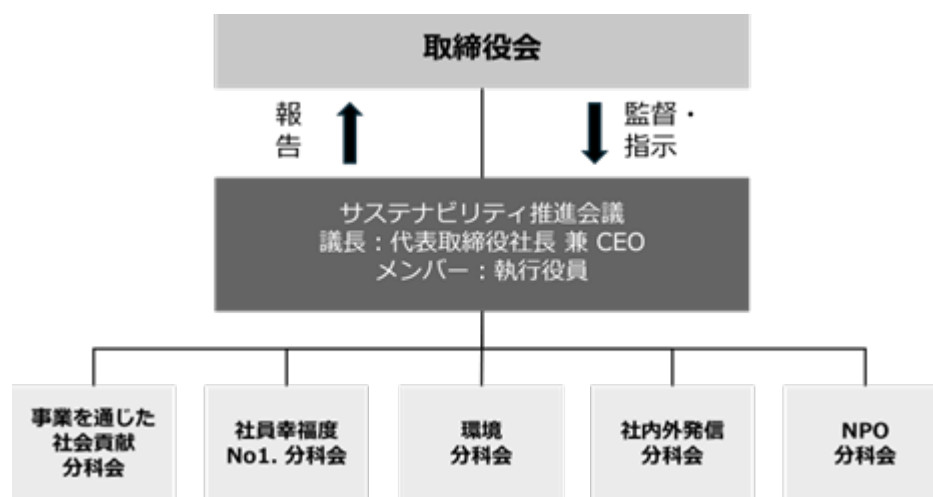 取締役会
報
告
監督・
指示
サステナビリティ推進会議
議長：代表取締役社長 兼 CEO
メンバー：執行役員
事業を通じた
社会貢献
分科会
社員幸福度
No1. 分科会
環境
分科会
社内外発信
分科会
NPO
分科会